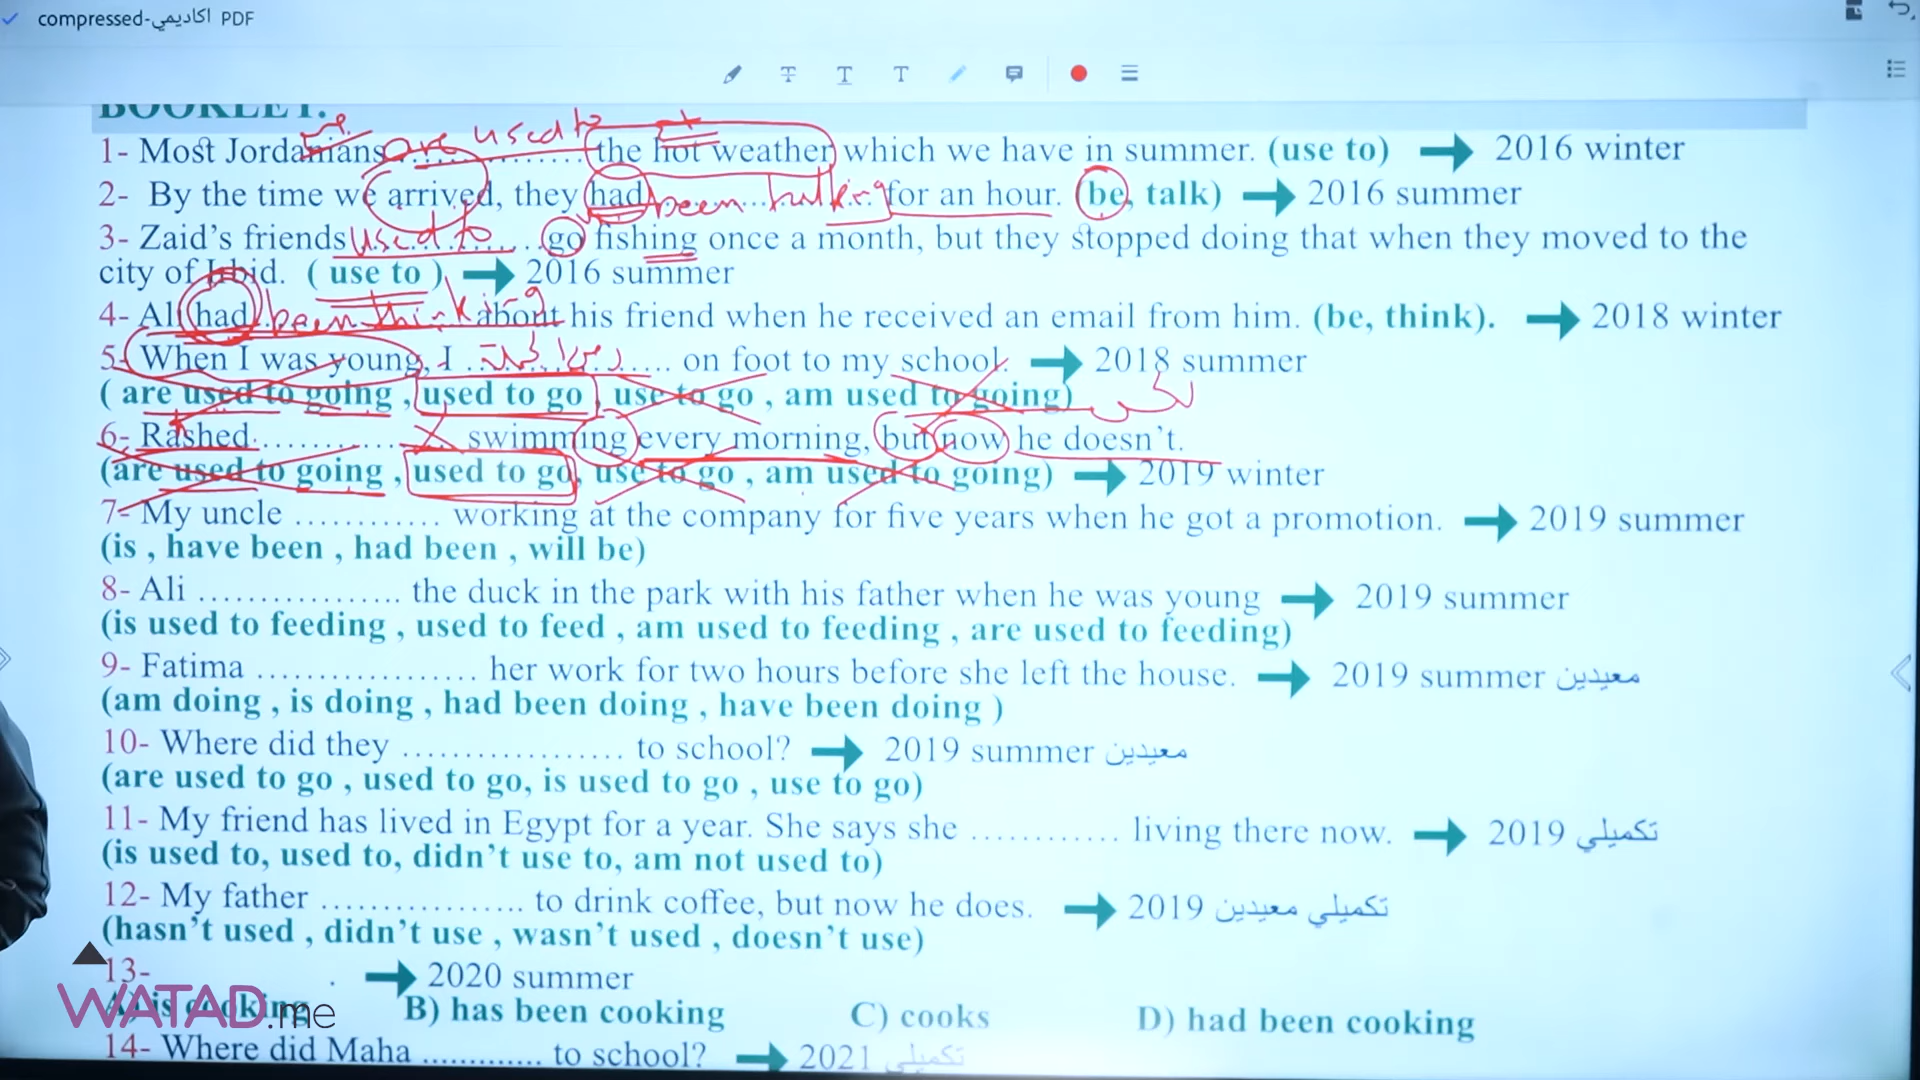 compressed-اكاديمي PDF
BOOKLET:
are used to
1- Most Jordanians ............ the hot weather which we have in summer. (use to) → 2016 winter
2- By the time we arrived, they had been talking for an hour. (be, talk) → 2016 summer
3- Zaid’s friends used to go fishing once a month, but they stopped doing that when they moved to the
city of Irbid. ( use to ) → 2016 summer
4- Ali had been thinking about his friend when he received an email from him. (be, think). → 2018 winter
5- When I was young, I .................. on foot to my school. → 2018 summer
( are used to going , used to go , use to go , am used to going)
6- Rashed .................. swimming every morning, but now he doesn’t.
(are used to going , used to go, use to go , am used to going) → 2019 winter
7- My uncle ............ working at the company for five years when he got a promotion. → 2019 summer
(is , have been , had been , will be)
8- Ali ................. the duck in the park with his father when he was young → 2019 summer
(is used to feeding , used to feed , am used to feeding , are used to feeding)
9- Fatima .................. her work for two hours before she left the house. → 2019 summer معيدين
(am doing , is doing , had been doing , have been doing )
10- Where did they .................. to school? → 2019 summer معيدين
(are used to go , used to go, is used to go , use to go)
11- My friend has lived in Egypt for a year. She says she ............ living there now. → 2019 تكميلي
(is used to, used to, didn’t use to, am not used to)
12- My father ................. to drink coffee, but now he does. → 2019 تكميلي معيدين
(hasn’t used , didn’t use , wasn’t used , doesn’t use)
13- . → 2020 summer
A) is cooking B) has been cooking C) cooks D) had been cooking
WATAD.me
14- Where did Maha ............. to school? → 2021 تكميلي